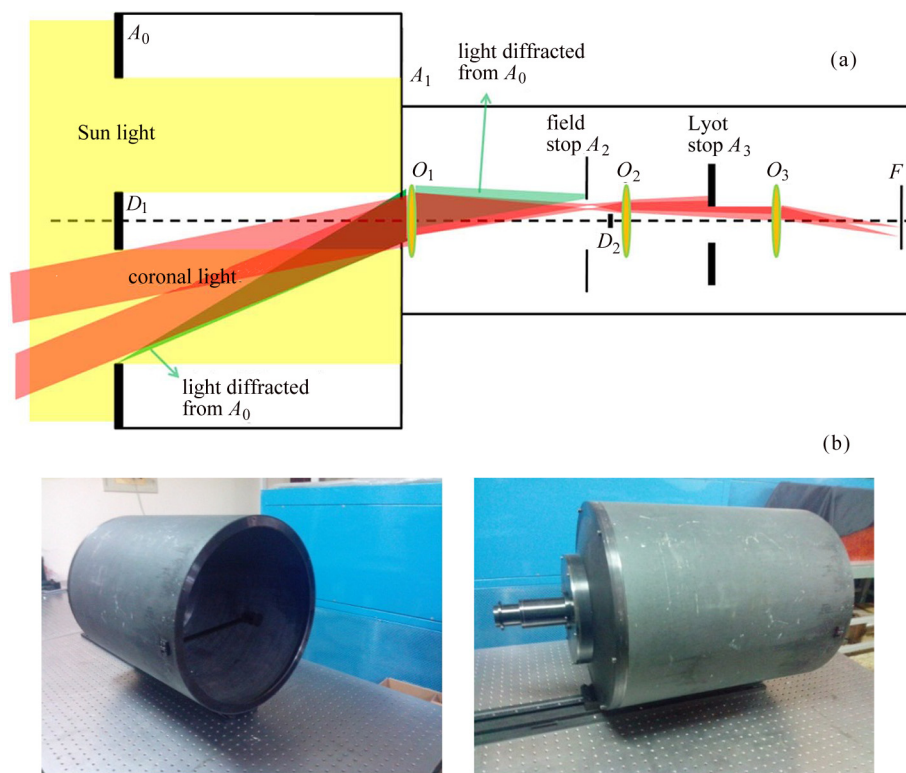 A0
A1
light diffracted
from A0
(a)
Sun light
field
stop A2
Lyot
stop A3
D1
O1
O2
O3
F
D2
coronal light
light diffracted
from A0
(b)